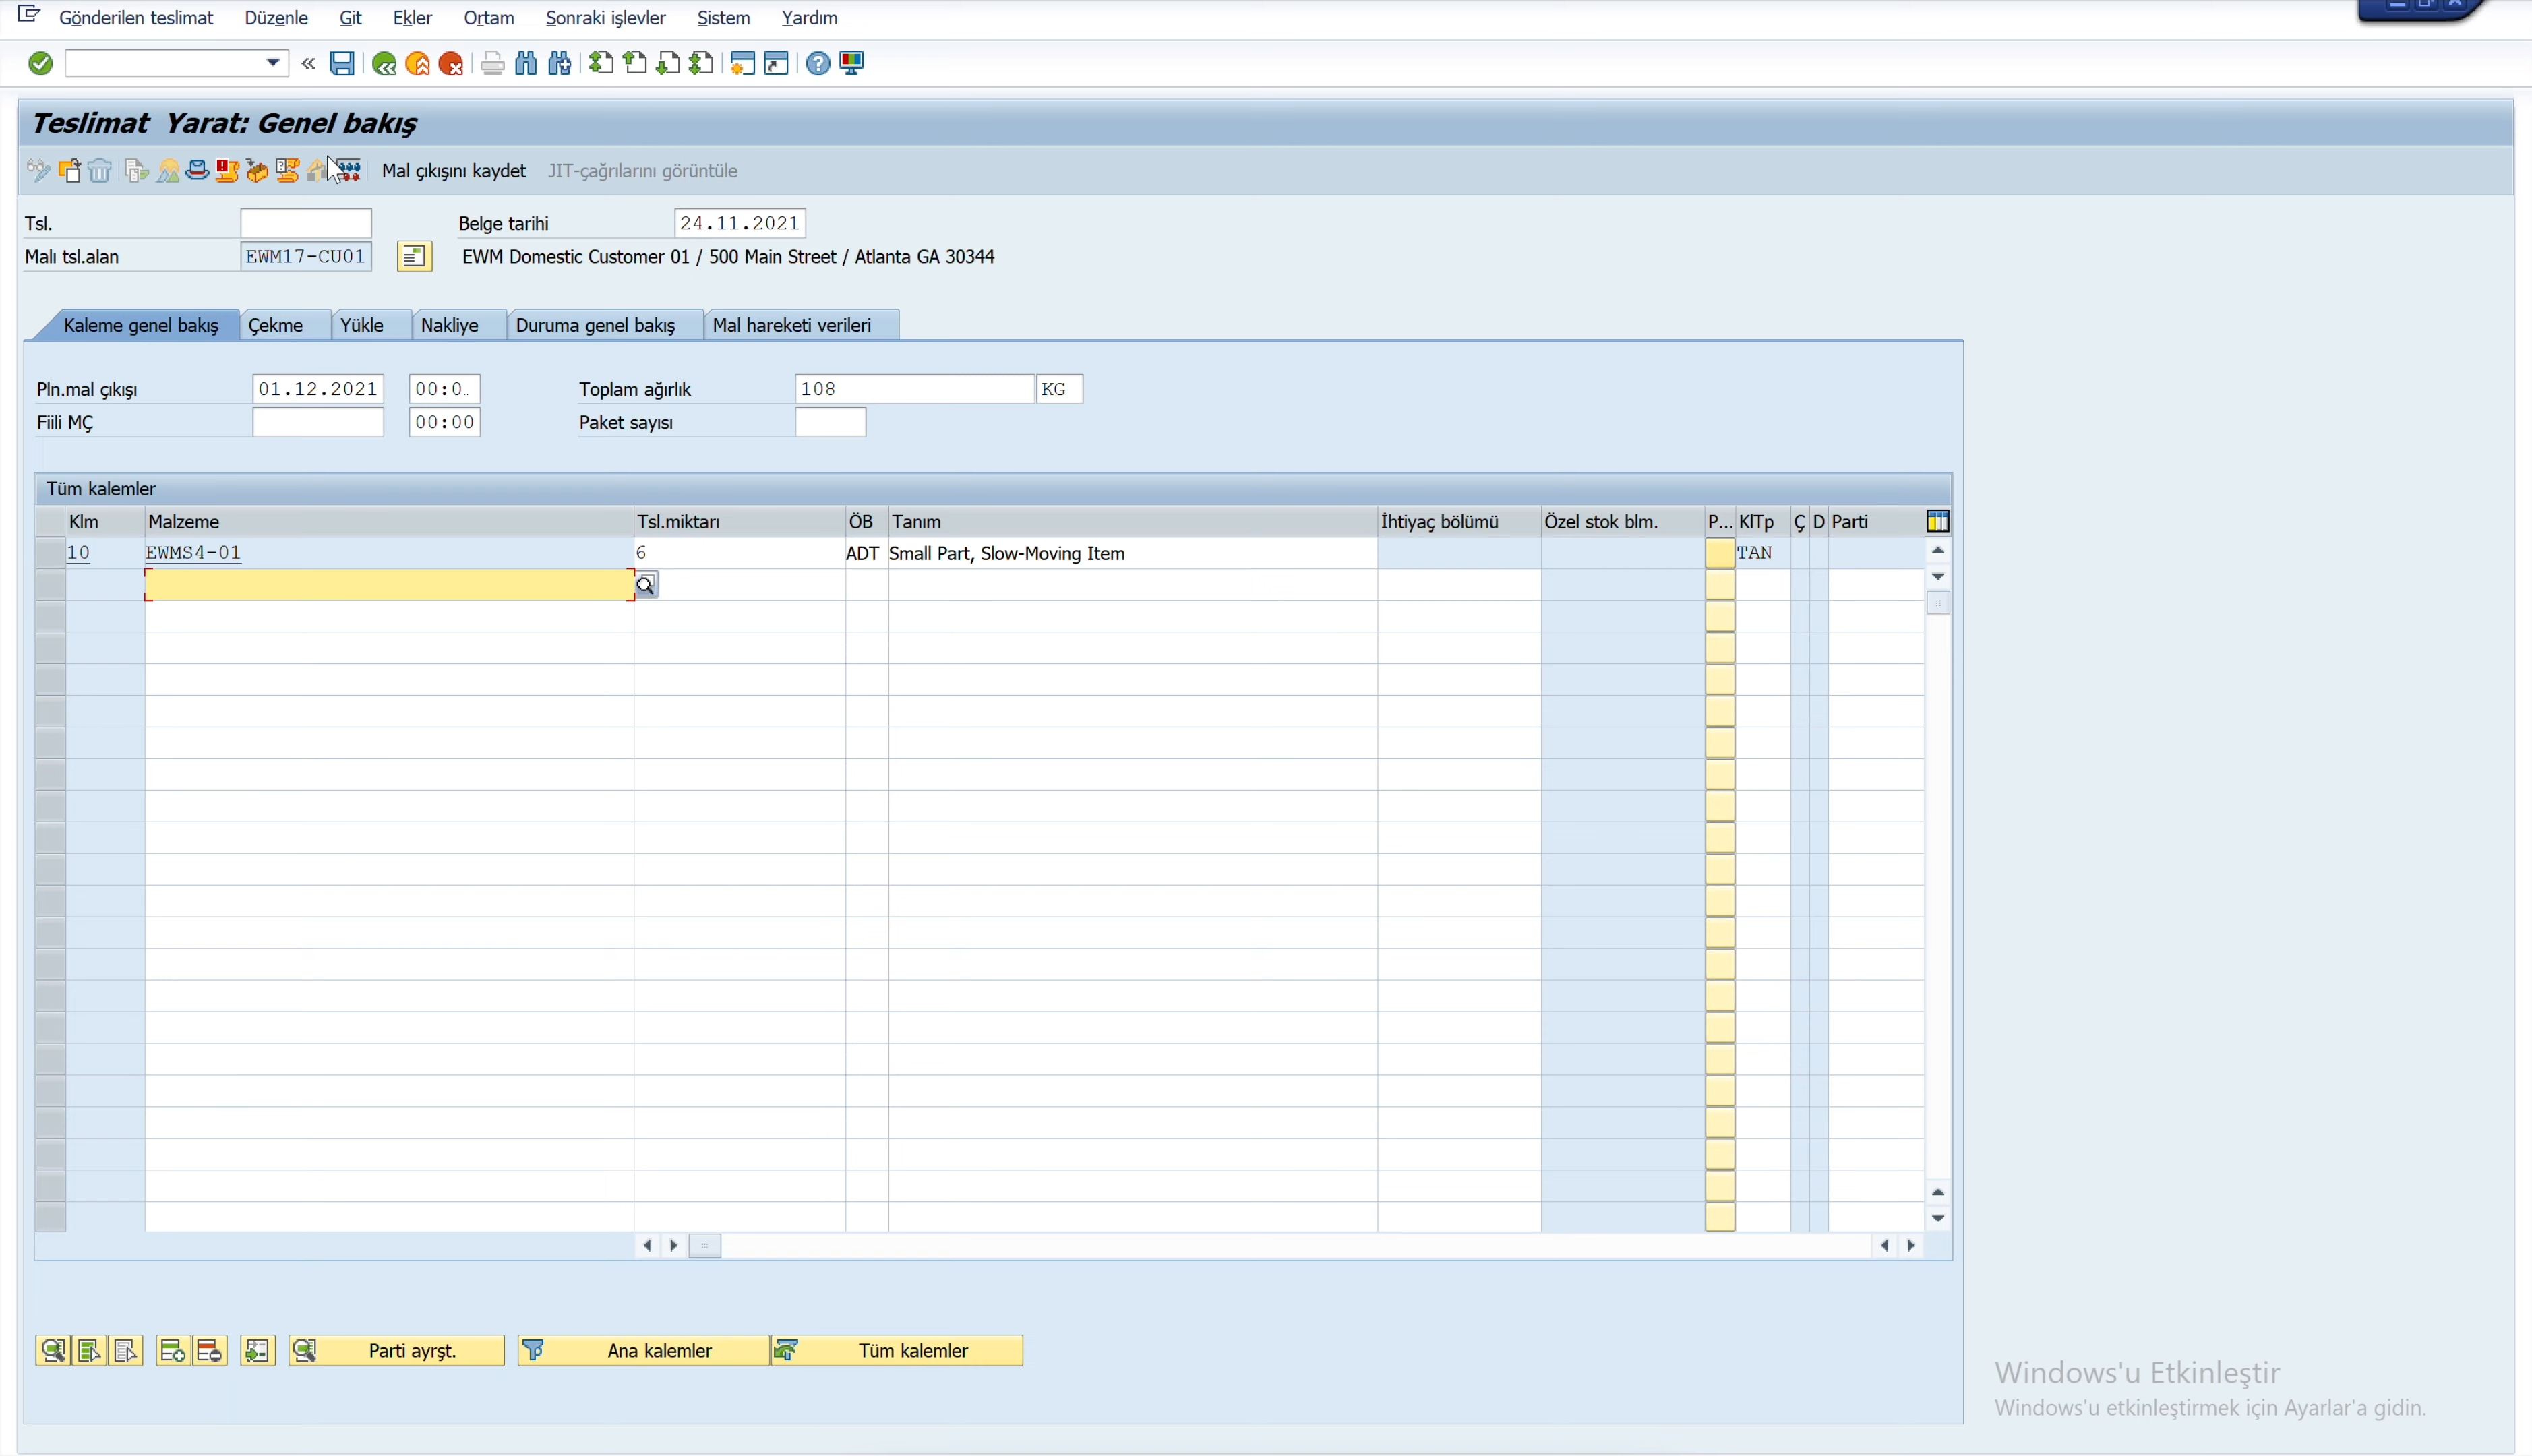 Gönderilen teslimat Düzenle Git Ekler Ortam Sonraki işlevler Sistem Yardım
Teslimat Yarat: Genel bakış
Mal çıkışını kaydet JIT-çağrılarını görüntüle
Tsl. Belge tarihi 24.11.2021
Malı tsl.alan EWM17-CU01 EWM Domestic Customer 01 / 500 Main Street / Atlanta GA 30344
Kaleme genel bakış Çekme Yükle Nakliye Duruma genel bakış Mal hareketi verileri
Pln.mal çıkışı 01.12.2021 00:0 Toplam ağırlık 108 KG
Fiili MÇ 00:00 Paket sayısı
Tüm kalemler
Klm Malzeme Tsl.miktarı ÖB Tanım İhtiyaç bölümü Özel stok blm. P... KlTp Ç D Parti
10 EWMS4-01 6 ADT Small Part, Slow-Moving Item TAN
Parti ayrşt. Ana kalemler Tüm kalemler
Windows'u Etkinleştir
Windows'u etkinleştirmek için Ayarlar'a gidin.